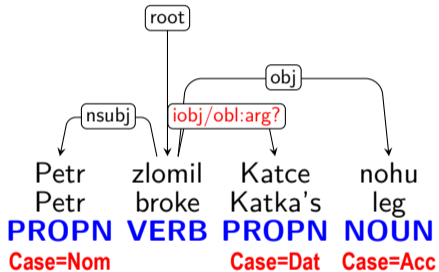 root
obj
nsubj iobj/obl:arg?
Petr zlomil Katce nohu
Petr broke Katka's leg
PROPN VERB PROPN NOUN
Case=Nom Case=Dat Case=Acc